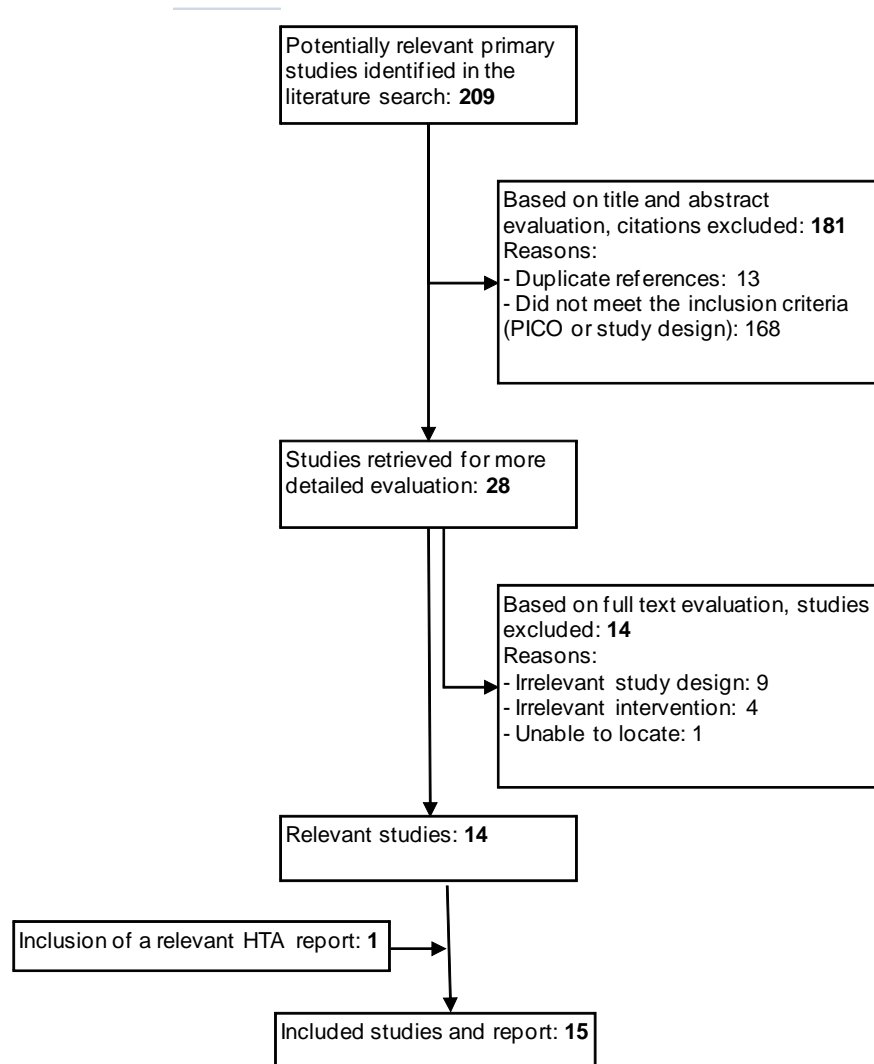 Potentially relevant primary
studies identified in the
literature search: 209
Based on title and abstract
evaluation, citations excluded: 181
Reasons:
- Duplicate references: 13
- Did not meet the inclusion criteria
(PICO or study design): 168
Studies retrieved for more
detailed evaluation: 28
Based on full text evaluation, studies
excluded: 14
Reasons:
- Irrelevant study design: 9
- Irrelevant intervention: 4
- Unable to locate: 1
Relevant studies: 14
Inclusion of a relevant HTA report: 1
Included studies and report: 15